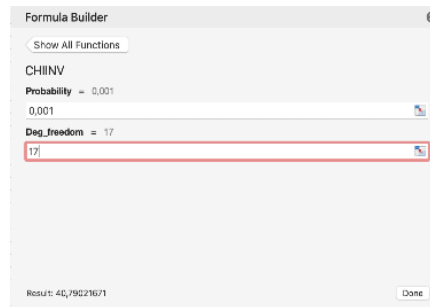 Formula Builder
Show All Functions
CHIINV
Probability = 0,001
0,001
Deg_freedom = 17
17
Result: 40,79021671
Done